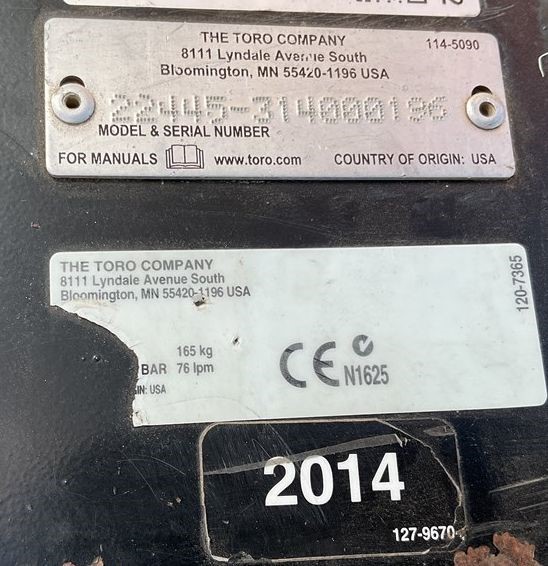 THE TORO COMPANY 114-5090
8111 Lyndale Avenue South
Bloomington, MN 55420-1196 USA
22445-314000196
MODEL & SERIAL NUMBER
FOR MANUALS www.toro.com COUNTRY OF ORIGIN: USA
THE TORO COMPANY
8111 Lyndale Avenue South
Bloomington, MN 55420-1196 USA
120-7365
165 kg
BAR 76 lpm
USA
CE N1625
2014
127-9670